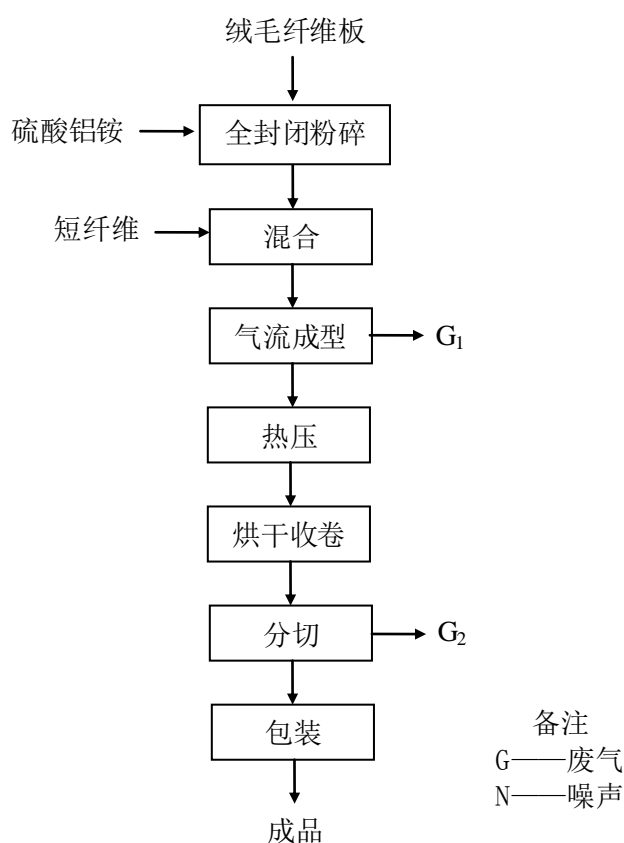 绒毛纤维板
硫酸铝铵
全封闭粉碎
短纤维
混合
气流成型
G₁
热压
烘干收卷
分切
G₂
包装
成品
备注
G——废气
N——噪声